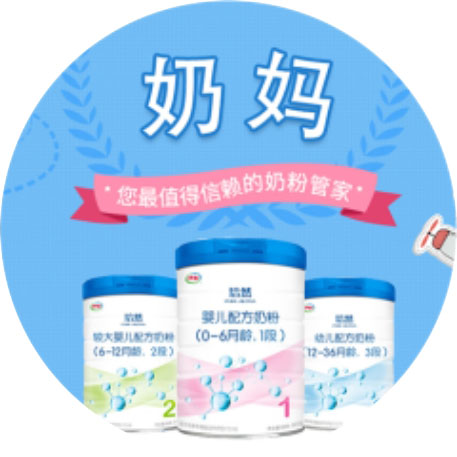 奶妈
*您最值得信赖的奶粉管家*
婴儿配方奶粉
(0-6月龄,1段)
1
较大婴儿配方奶粉
(6-12月龄,2段)
2
幼儿配方奶粉
(12-36月龄,3段)